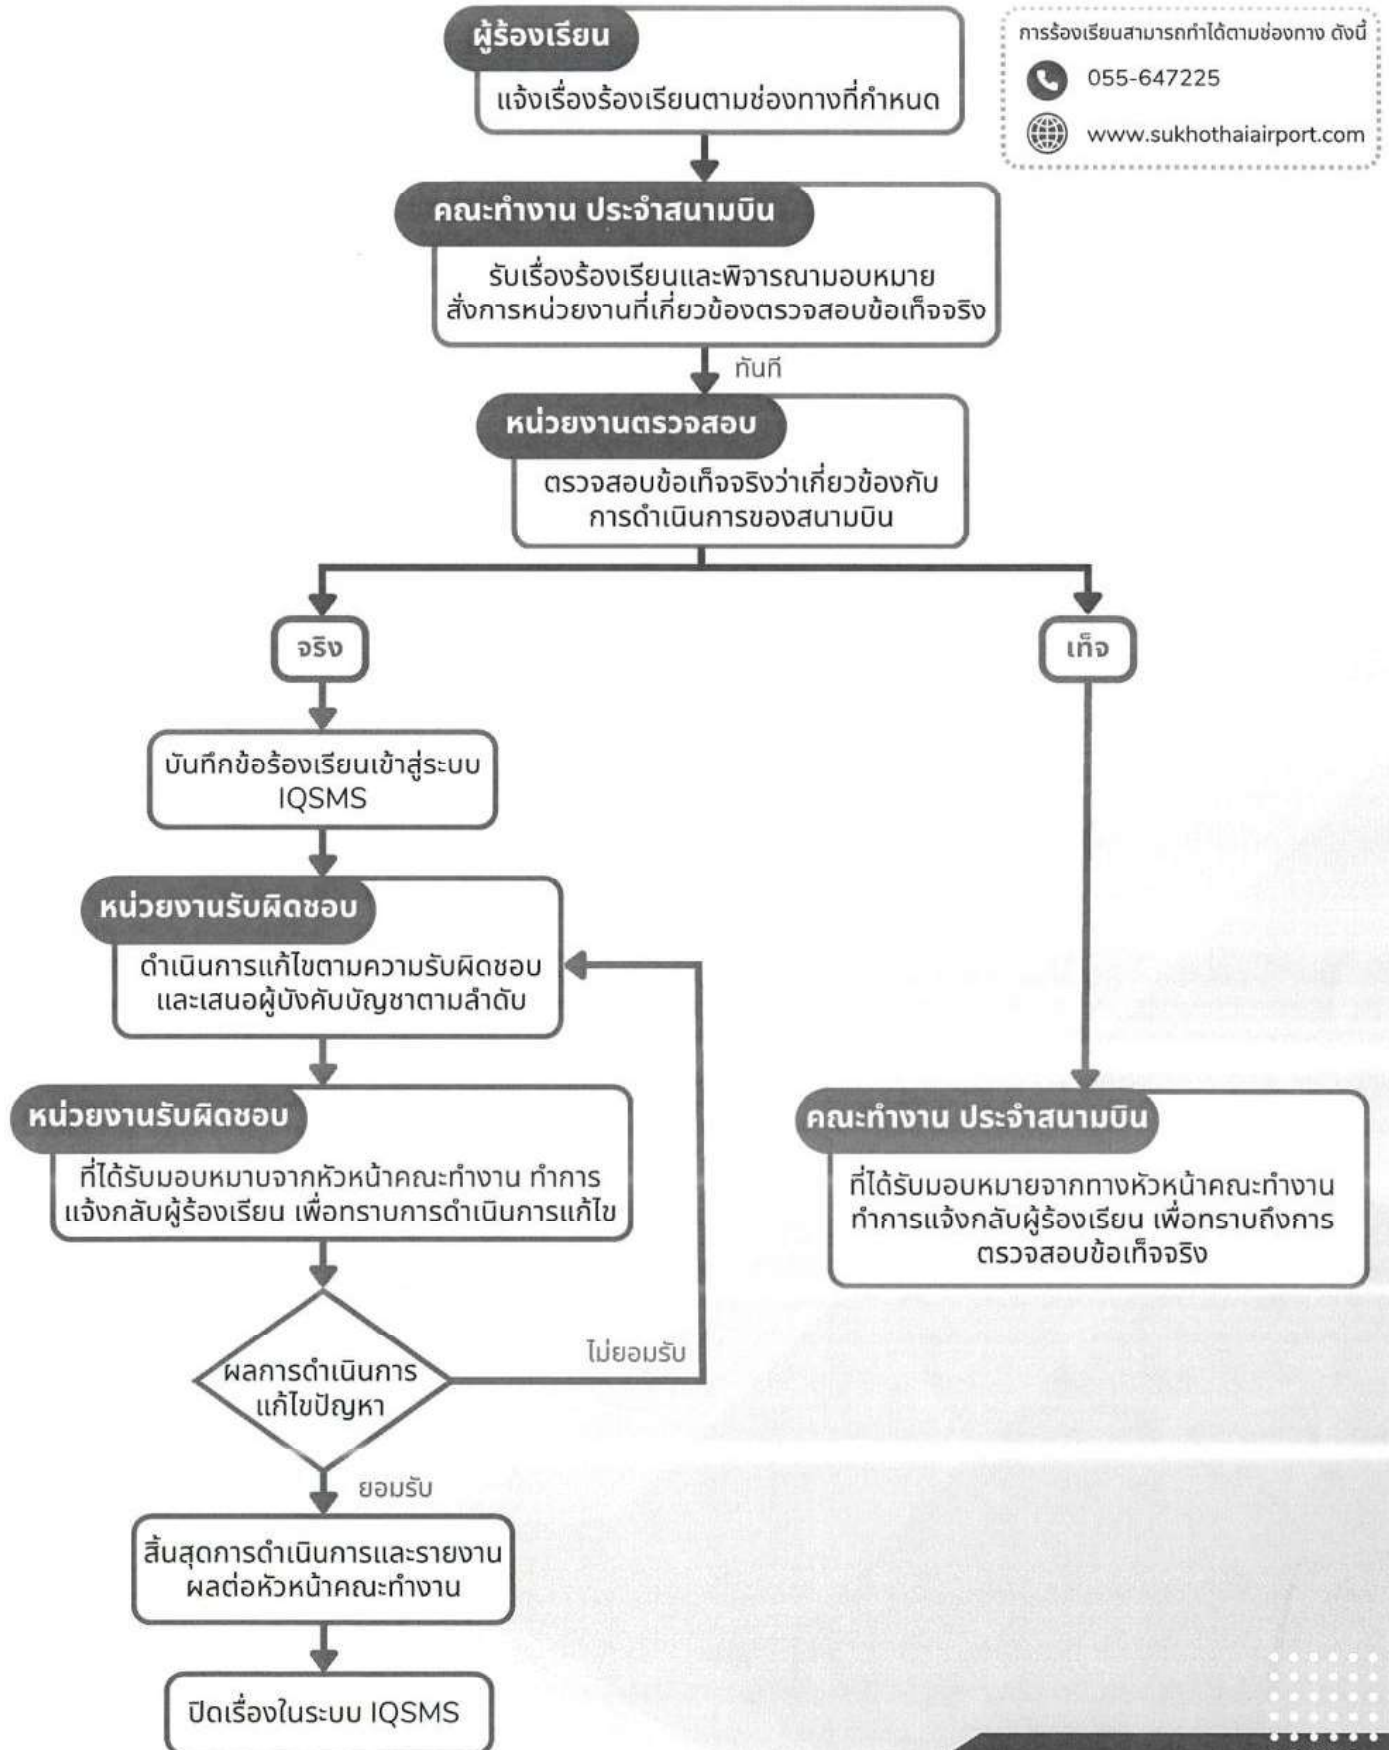 ผู้ร้องเรียน
แจ้งเรื่องร้องเรียนตามช่องทางที่กำหนด
การร้องเรียนสามารถทำได้ตามช่องทาง ดังนี้
055-647225
www.sukhothaiairport.com
คณะทำงาน ประจำสนามบิน
รับเรื่องร้องเรียนและพิจารณามอบหมาย
สั่งการหน่วยงานที่เกี่ยวข้องตรวจสอบข้อเท็จจริง
ทันที
หน่วยงานตรวจสอบ
ตรวจสอบข้อเท็จจริงว่าเกี่ยวข้องกับ
การดำเนินการของสนามบิน
จริง
เท็จ
บันทึกข้อร้องเรียนเข้าสู่ระบบ
IQSMS
หน่วยงานรับผิดชอบ
ดำเนินการแก้ไขตามความรับผิดชอบ
และเสนอผู้บังคับบัญชาตามลำดับ
หน่วยงานรับผิดชอบ
ที่ได้รับมอบหมาบจากหัวหน้าคณะทำงาน ทำการ
แจ้งกลับผู้ร้องเรียน เพื่อทราบการดำเนินการแก้ไข
คณะทำงาน ประจำสนามบิน
ที่ได้รับมอบหมายจากทางหัวหน้าคณะทำงาน
ทำการแจ้งกลับผู้ร้องเรียน เพื่อทราบถึงการ
ตรวจสอบข้อเท็จจริง
ผลการดำเนินการ
แก้ไขปัญหา
ไม่ยอมรับ
ยอมรับ
สิ้นสุดการดำเนินการและรายงาน
ผลต่อหัวหน้าคณะทำงาน
ปิดเรื่องในระบบ IQSMS